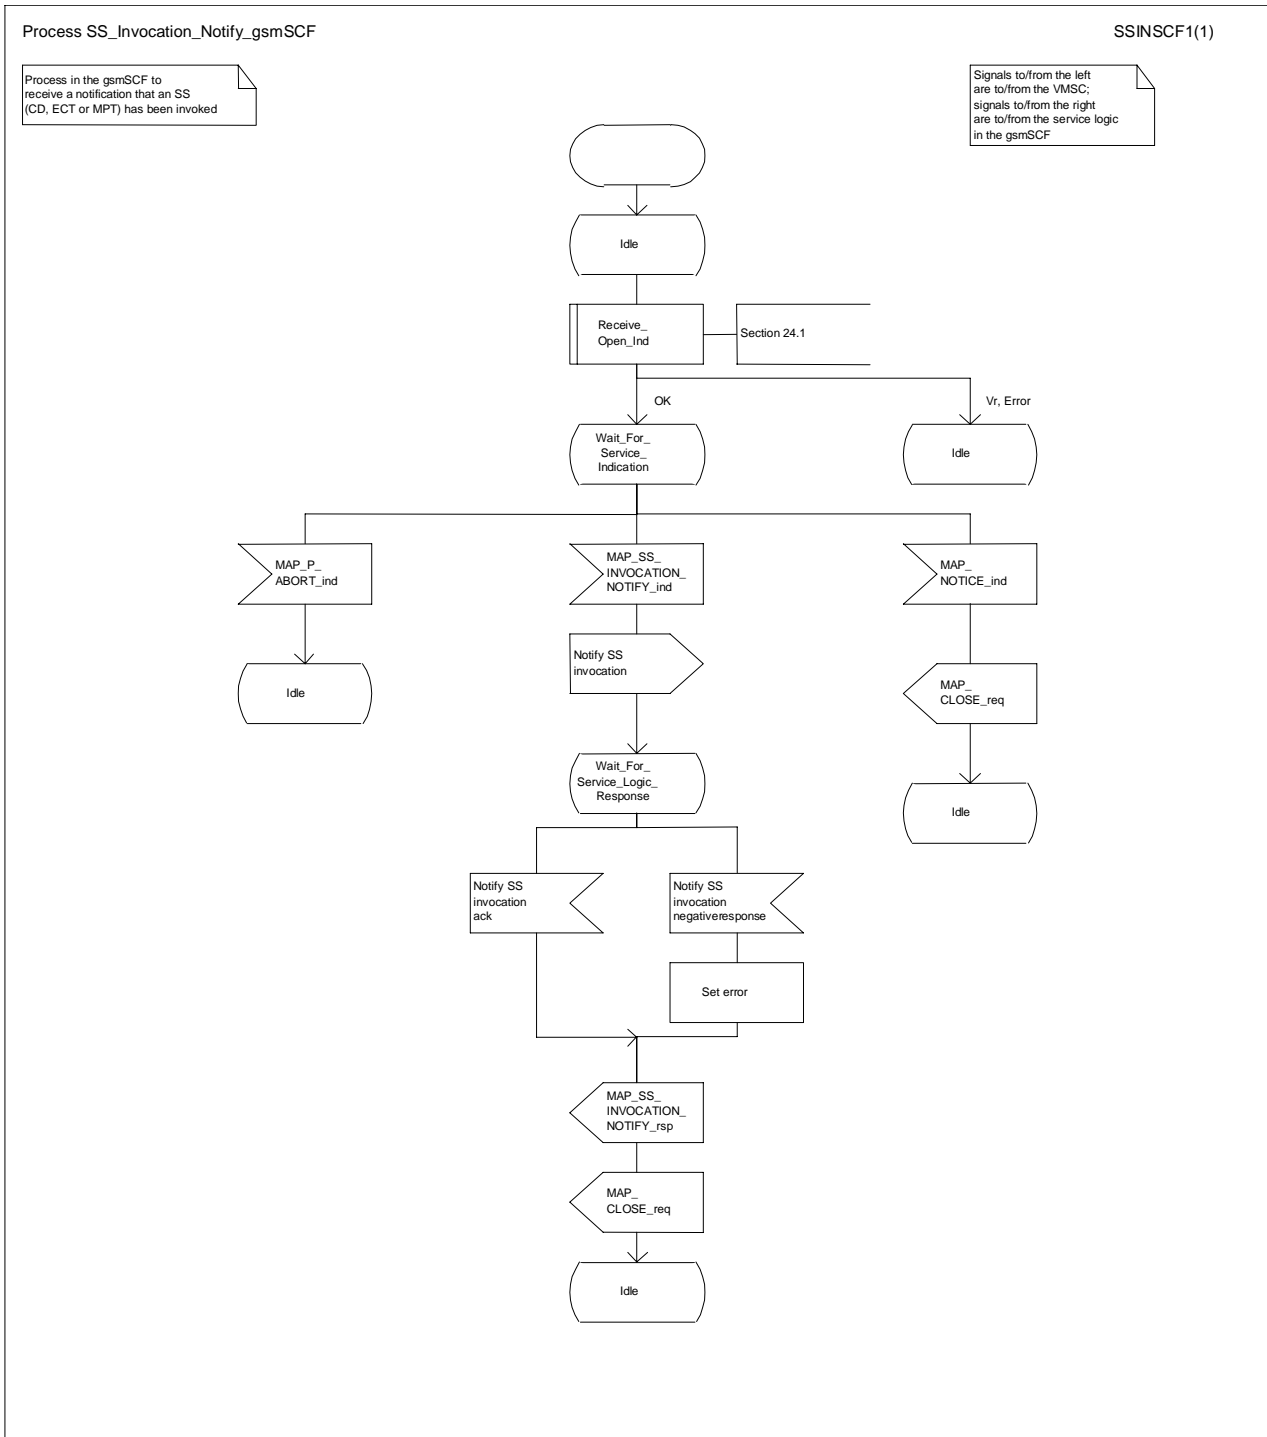 Process SS_Invocation_Notify_gsmSCF
SSINSCF1(1)
Process in the gsmSCF to
receive a notification that an SS
(CD, ECT or MPT) has been invoked
Signals to/from the left
are to/from the VMSC;
signals to/from the right
are to/from the service logic
in the gsmSCF
Idle
Receive_
Open_Ind
Section 24.1
OK
Vr, Error
Wait_For_
Service_
Indication
Idle
MAP_P_
ABORT_ind
MAP_SS_
INVOCATION_
NOTIFY_ind
MAP_
NOTICE_ind
Notify SS
invocation
Idle
MAP_
CLOSE_req
Wait_For_
Service_Logic_
Response
Idle
Notify SS
invocation
ack
Notify SS
invocation
negativeresponse
Set error
MAP_SS_
INVOCATION_
NOTIFY_rsp
MAP_
CLOSE_req
Idle